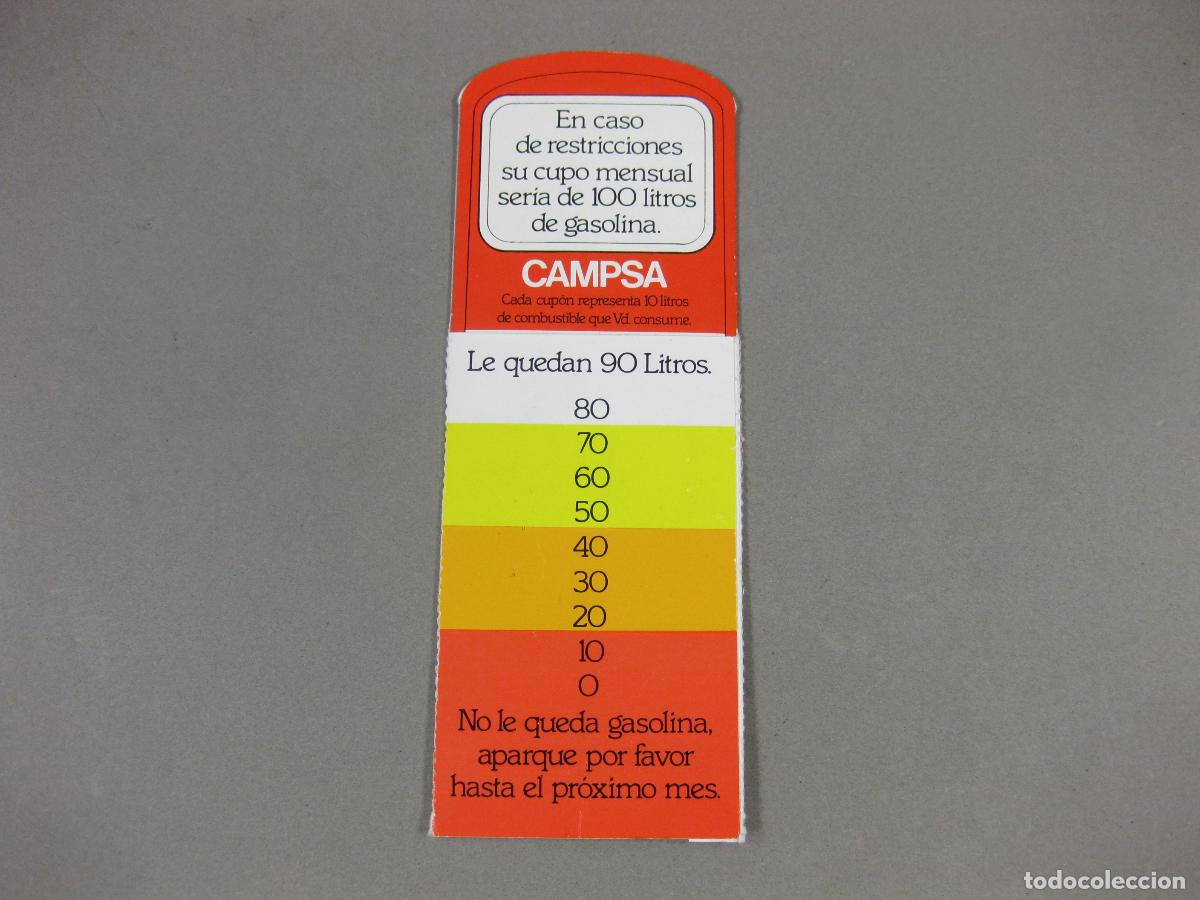 En caso
de restricciones
su cupo mensual
sería de 100 litros
de gasolina.
CAMPSA
Cada cupón representa 10 litros
de combustible que Vd. consume.
Le quedan 90 Litros.
80
70
60
50
40
30
20
10
0
No le queda gasolina,
aparque por favor
hasta el próximo mes.
todocoleccion